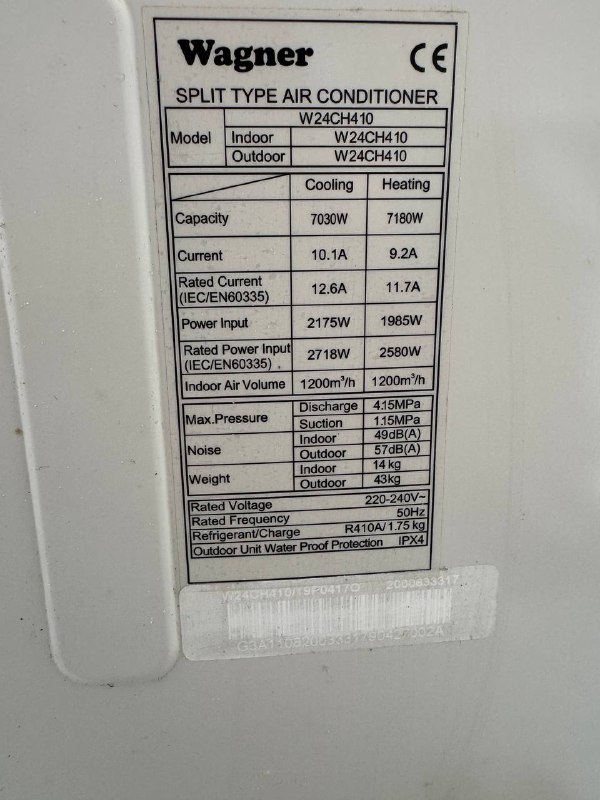 Wagner CE
SPLIT TYPE AIR CONDITIONER
Model W24CH410
Indoor W24CH410
Outdoor W24CH410
Cooling Heating
Capacity 7030W 7180W
Current 10.1A 9.2A
Rated Current (IEC/EN60335) 12.6A 11.7A
Power Input 2175W 1985W
Rated Power Input (IEC/EN60335) 2718W 2580W
Indoor Air Volume 1200m³/h 1200m³/h
Max.Pressure Discharge 4.15MPa
Suction 1.15MPa
Noise Indoor 49dB(A)
Outdoor 57dB(A)
Weight Indoor 14kg
Outdoor 43kg
Rated Voltage 220-240V~
Rated Frequency 50Hz
Refrigerant/Charge R410A/1.75kg
Outdoor Unit Water Proof Protection IPX4